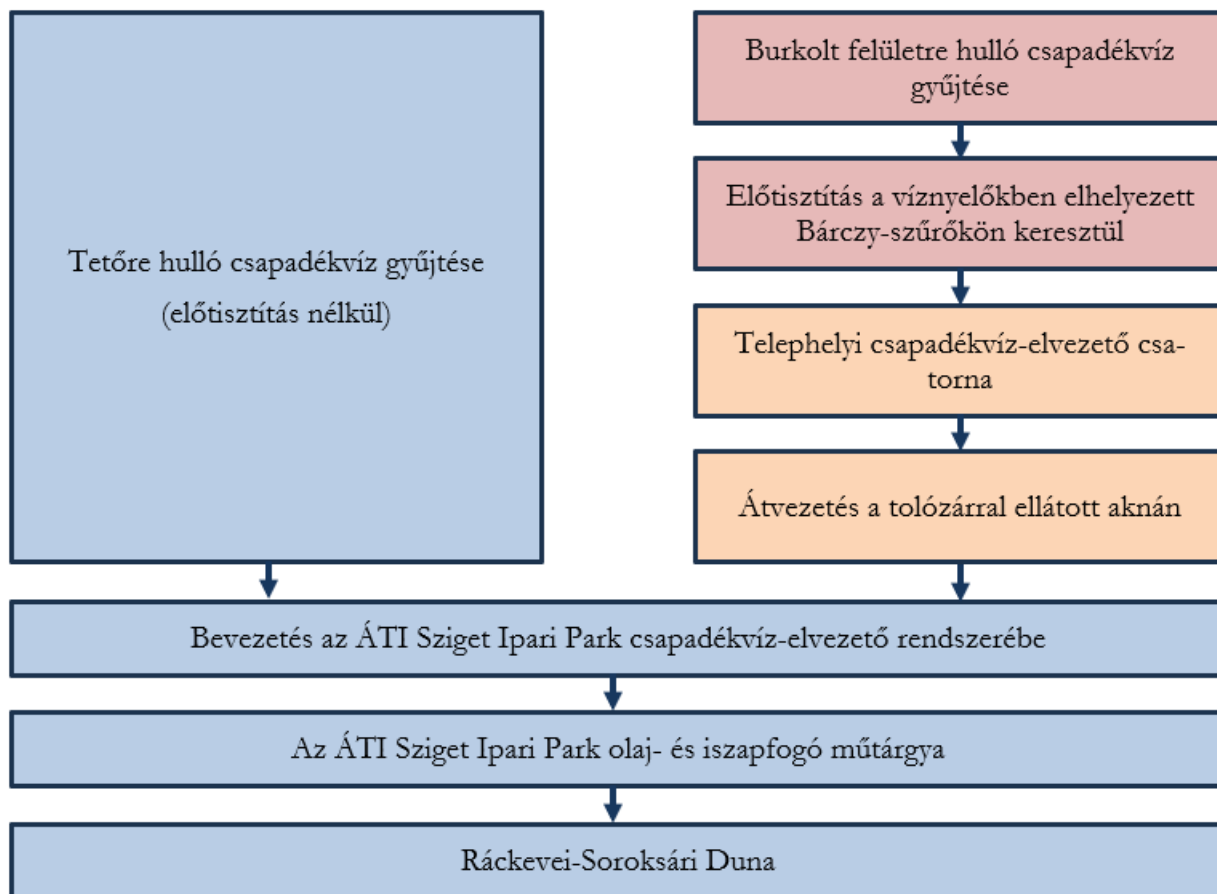 Tetőre hulló csapadékvíz gyűjtése
(előtisztítás nélkül)
Burkolt felületre hulló csapadékvíz
gyűjtése
Előtisztítás a víznyelőkben elhelyezett
Bárczy-szűrőkön keresztül
Telephelyi csapadékvíz-elvezető csa-
torna
Átvezetés a tolózárral ellátott aknán
Bevezetés az ÁTI Sziget Ipari Park csapadékvíz-elvezető rendszerébe
Az ÁTI Sziget Ipari Park olaj- és iszapfogó műtárgya
Ráckevei-Soroksári Duna